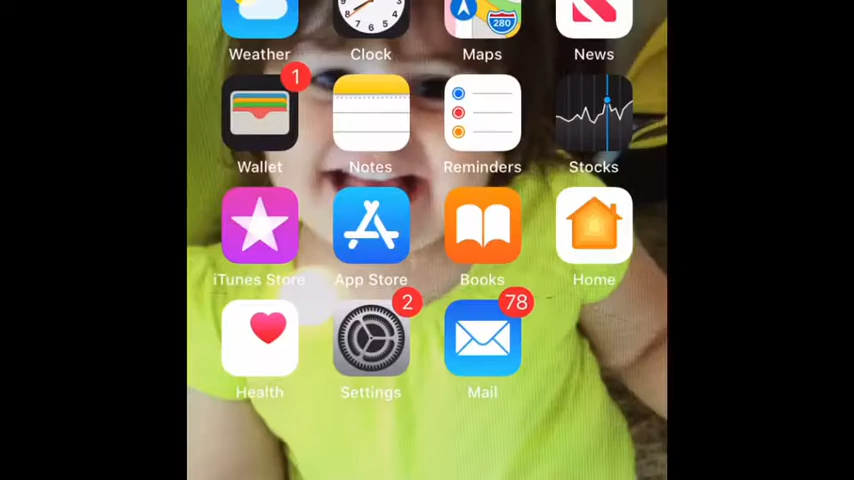 Weather Clock Maps News
280
1
Wallet Notes Reminders Stocks
iTunes Store App Store Books Home
2 78
Health Settings Mail